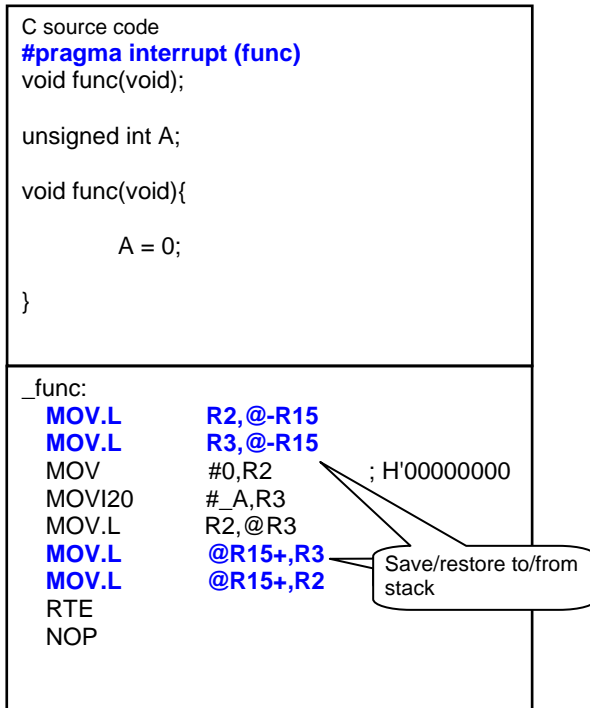 C source code
#pragma interrupt (func)
void func(void);
unsigned int A;
void func(void){
A = 0;
}
_func:
MOV.L R2,@-R15
MOV.L R3,@-R15
MOV #0,R2 ; H'00000000
MOVI20 #_A,R3
MOV.L R2,@R3
MOV.L @R15+,R3
MOV.L @R15+,R2
RTE
NOP
Save/restore to/from
stack